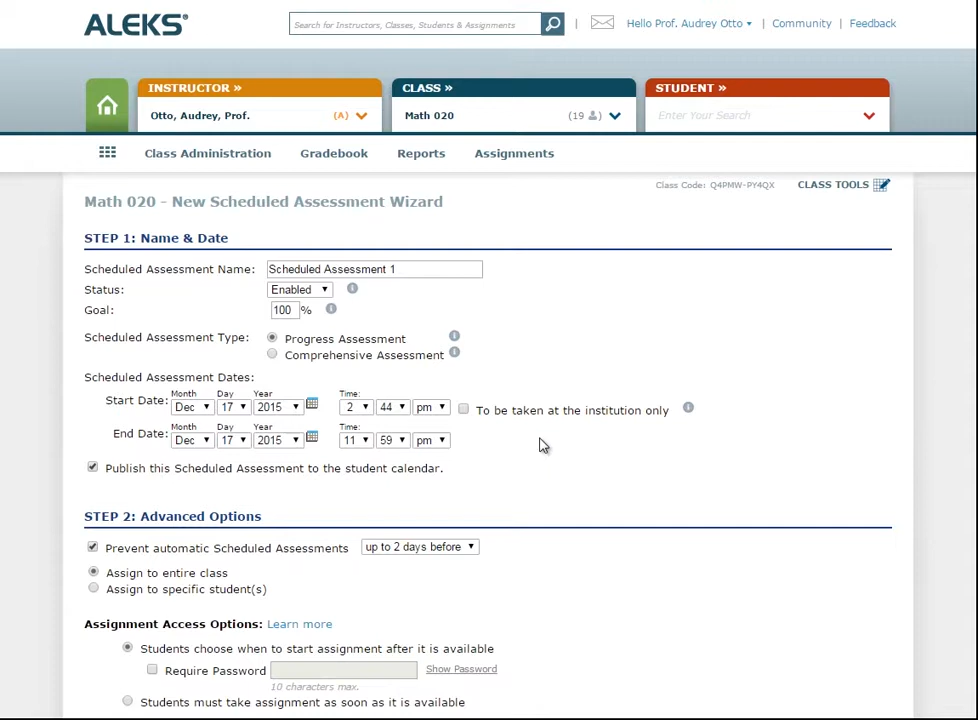 ALEKS®
Search for Instructors, Classes, Students & Assignments | Hello Prof. Audrey Otto | Community | Feedback
INSTRUCTOR » CLASS » STUDENT »
Otto, Audrey, Prof. (A) Math 020 (19) Enter Your Search
Class Administration Gradebook Reports Assignments
Class Code: Q4PMW-PY4QX CLASS TOOLS
Math 020 - New Scheduled Assessment Wizard
STEP 1: Name & Date
Scheduled Assessment Name: Scheduled Assessment 1
Status: Enabled
Goal: 100 %
Scheduled Assessment Type: Progress Assessment
Comprehensive Assessment
Scheduled Assessment Dates:
Month Day Year Time:
Start Date: Dec 17 2015 2 44 pm To be taken at the institution only
Month Day Year Time:
End Date: Dec 17 2015 11 59 pm
Publish this Scheduled Assessment to the student calendar.
STEP 2: Advanced Options
Prevent automatic Scheduled Assessments up to 2 days before
Assign to entire class
Assign to specific student(s)
Assignment Access Options: Learn more
Students choose when to start assignment after it is available
Require Password Show Password
10 characters max.
Students must take assignment as soon as it is available